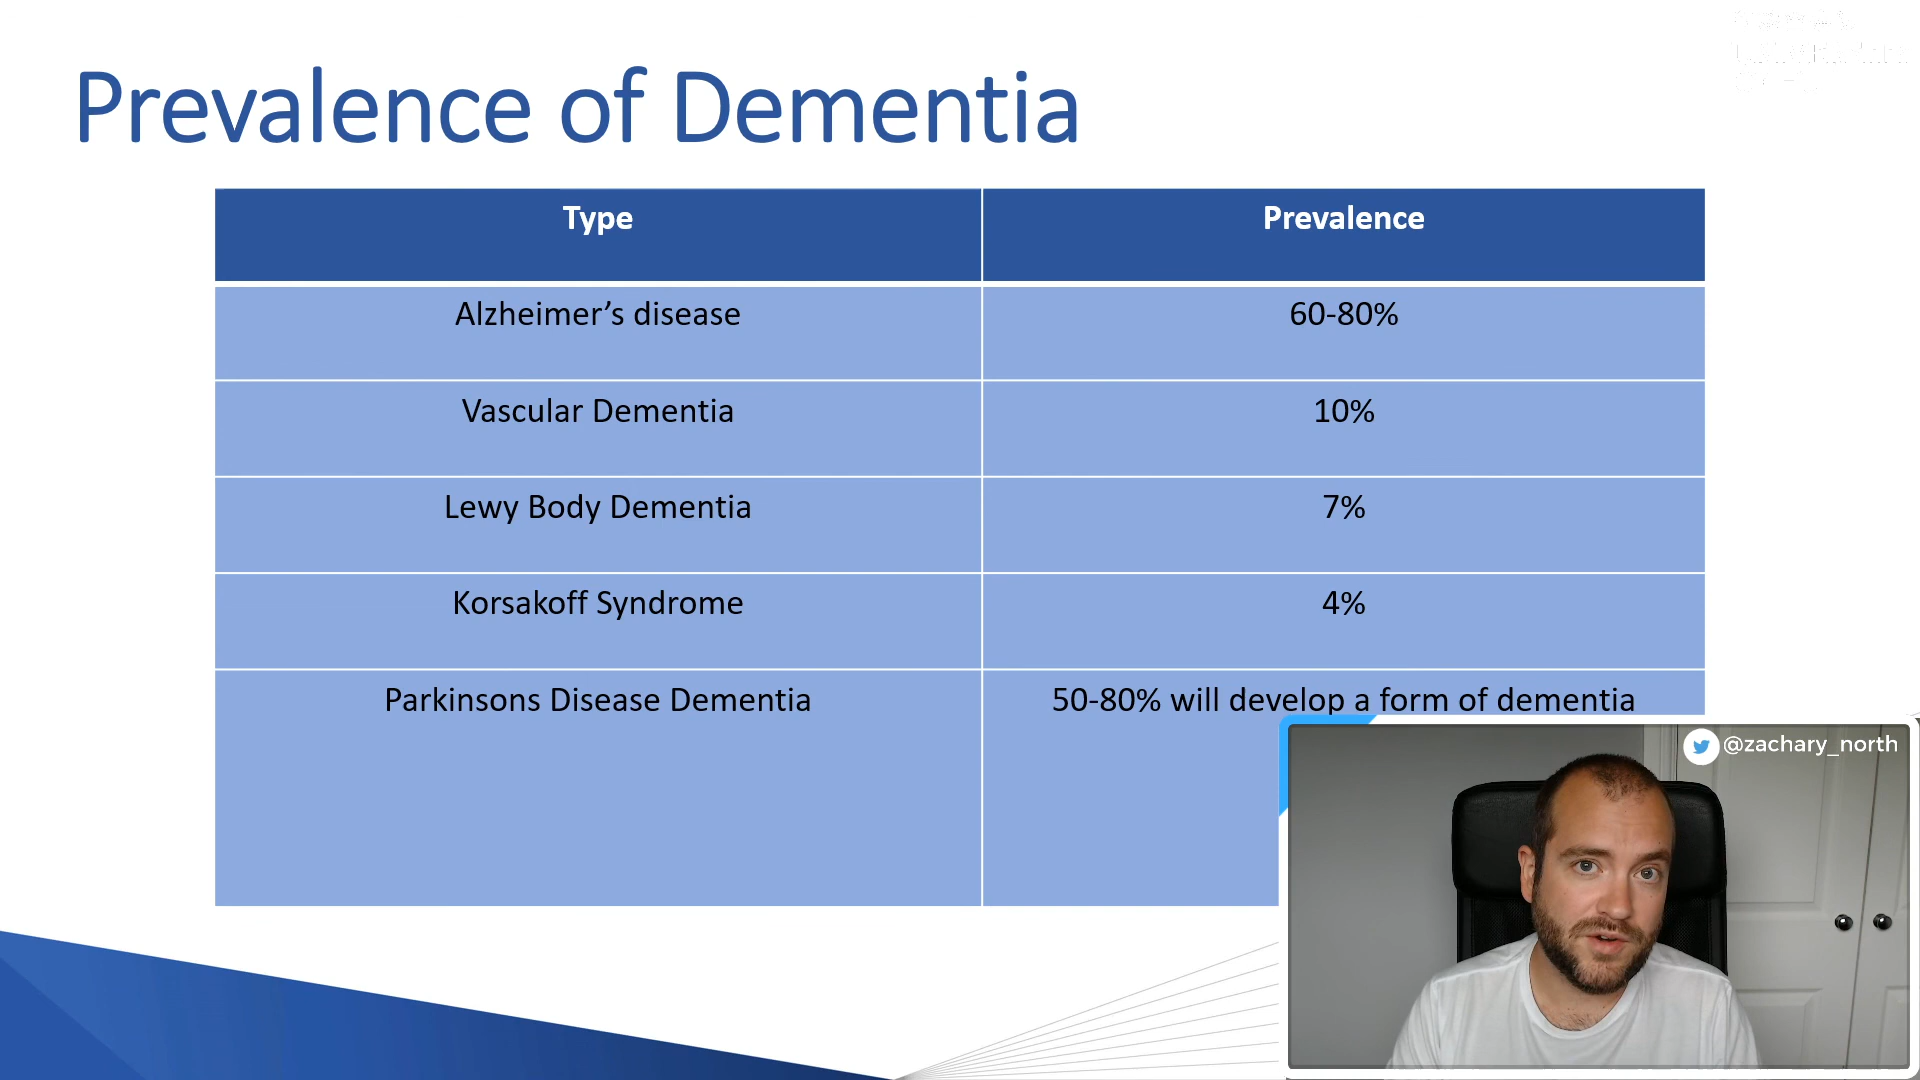 Prevalence of Dementia
Type Prevalence
Alzheimer’s disease 60-80%
Vascular Dementia 10%
Lewy Body Dementia 7%
Korsakoff Syndrome 4%
Parkinsons Disease Dementia 50-80% will develop a form of dementia
@zachary_north